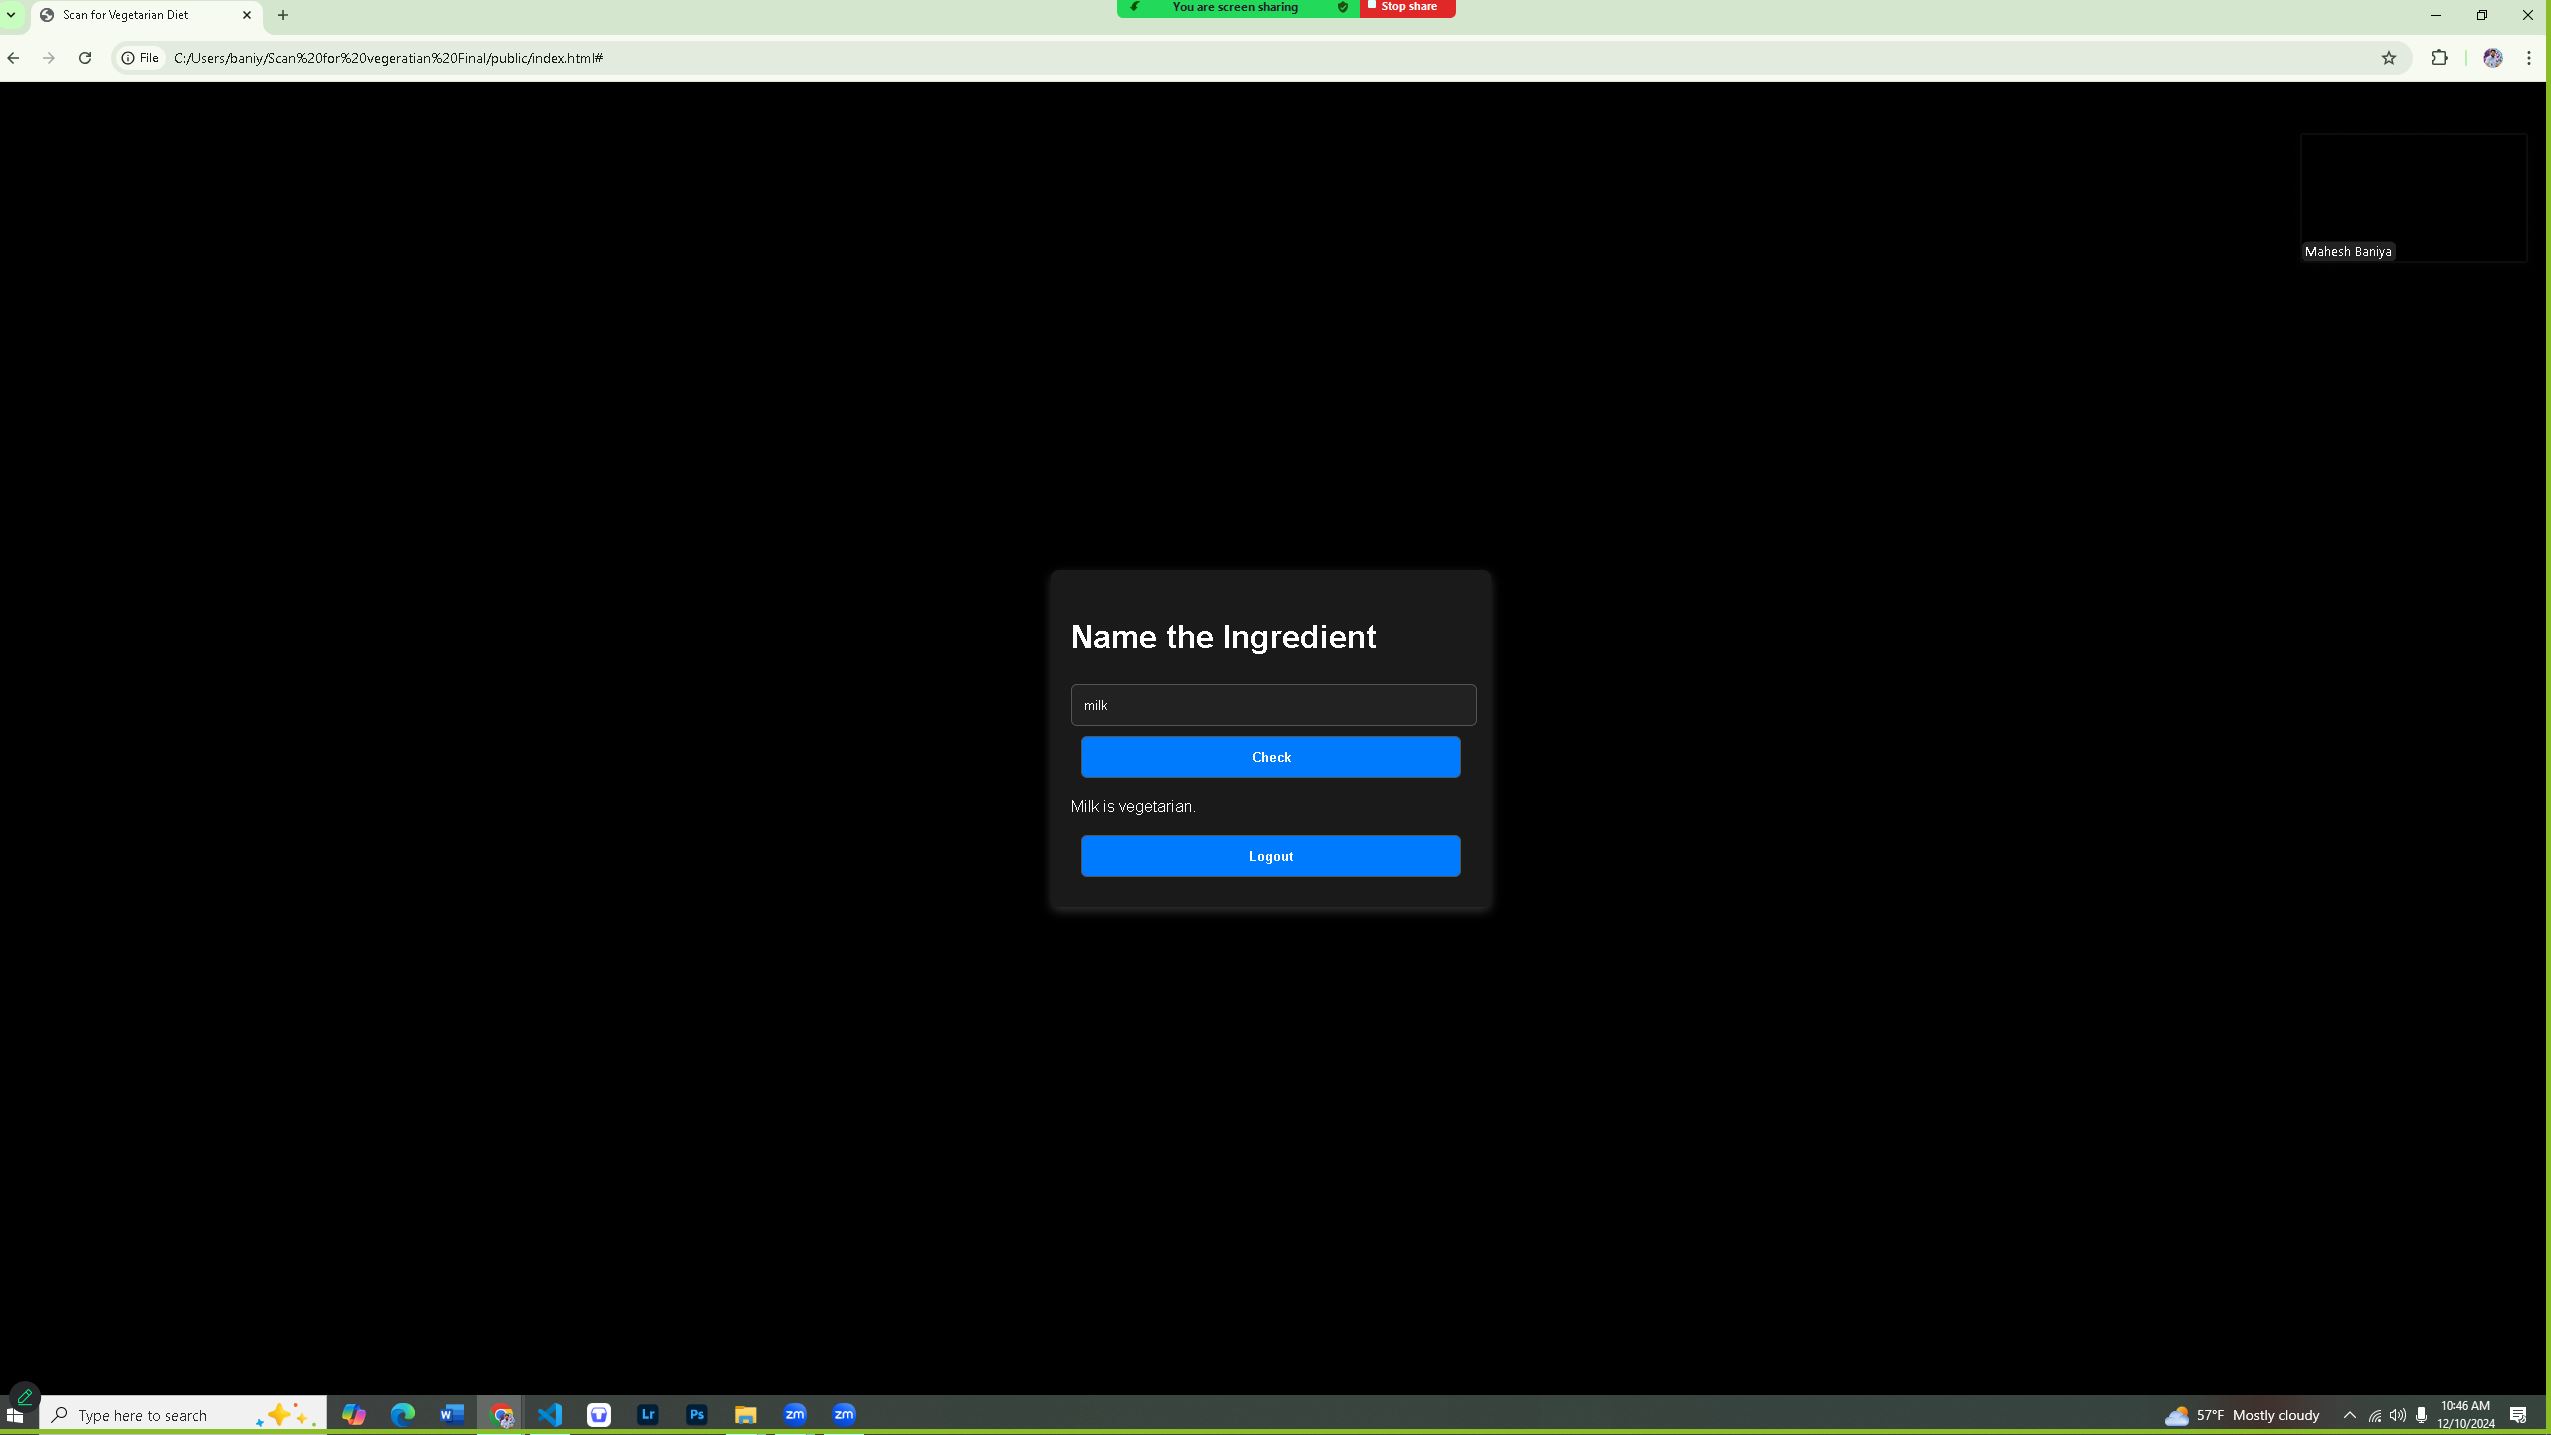 Scan for Vegetarian Diet
You are screen sharing
Stop share
File
C:/Users/baniy/Scan%20for%20vegeratian%20Final/public/index.html#
Mahesh Baniya
Name the Ingredient
milk
Check
Milk is vegetarian.
Logout
Type here to search
W
Lr
Ps
zm
zm
57°F Mostly cloudy
10:46 AM
12/10/2024